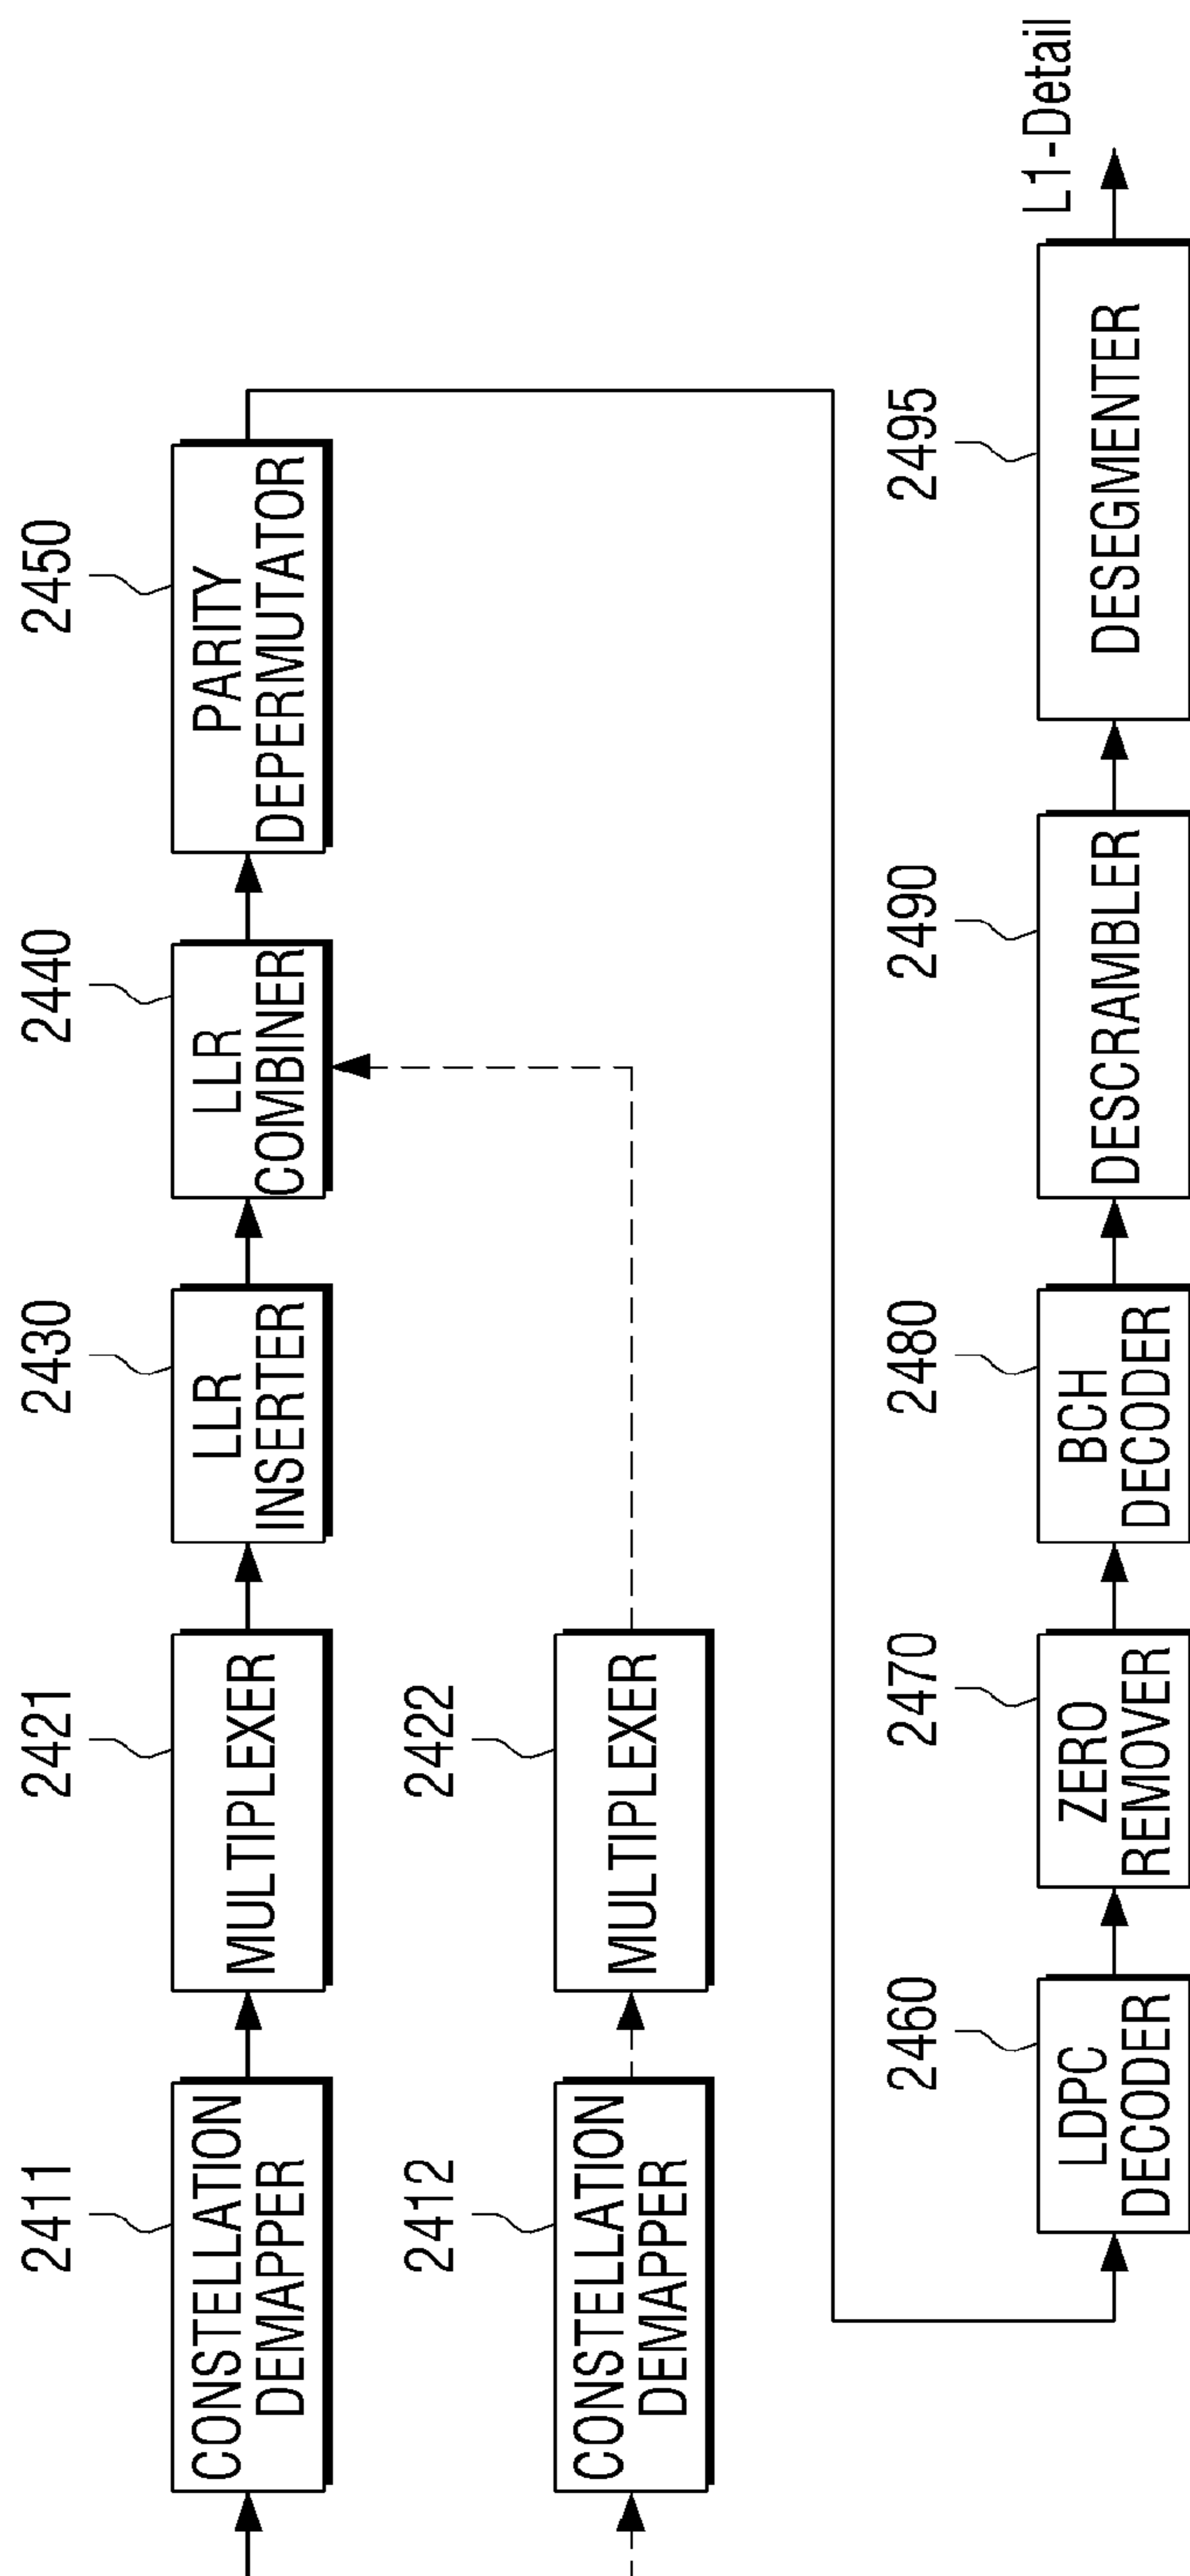 2411
CONSTELLATION
DEMAPPER
2421
MULTIPLEXER
2430
LLR
INSERTER
2440
LLR
COMBINER
2450
PARITY
DEPERMUTATOR
2412
CONSTELLATION
DEMAPPER
2422
MULTIPLEXER
2460
LDPC
DECODER
2470
ZERO
REMOVER
2480
BCH
DECODER
2490
DESCRAMBLER
2495
DESEGMENTER
L1-Detail